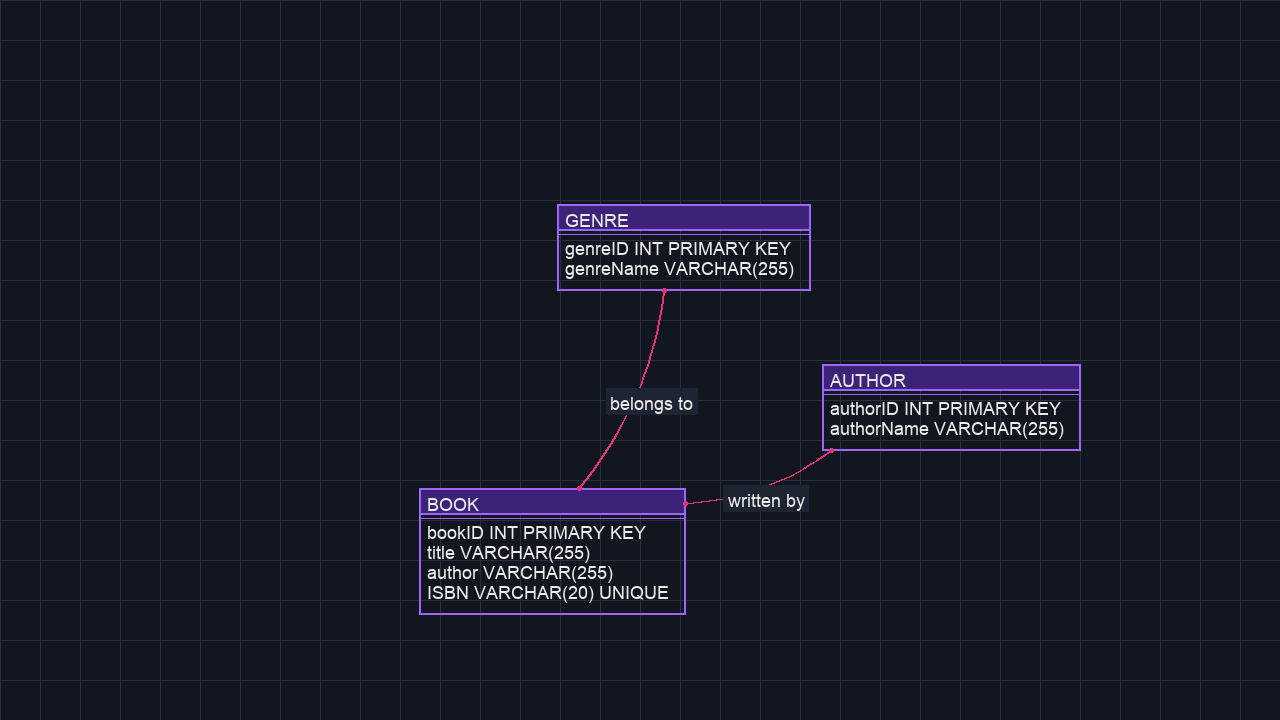 GENRE
genreID INT PRIMARY KEY
genreName VARCHAR(255)
AUTHOR
authorID INT PRIMARY KEY
authorName VARCHAR(255)
belongs to
written by
BOOK
bookID INT PRIMARY KEY
title VARCHAR(255)
author VARCHAR(255)
ISBN VARCHAR(20) UNIQUE